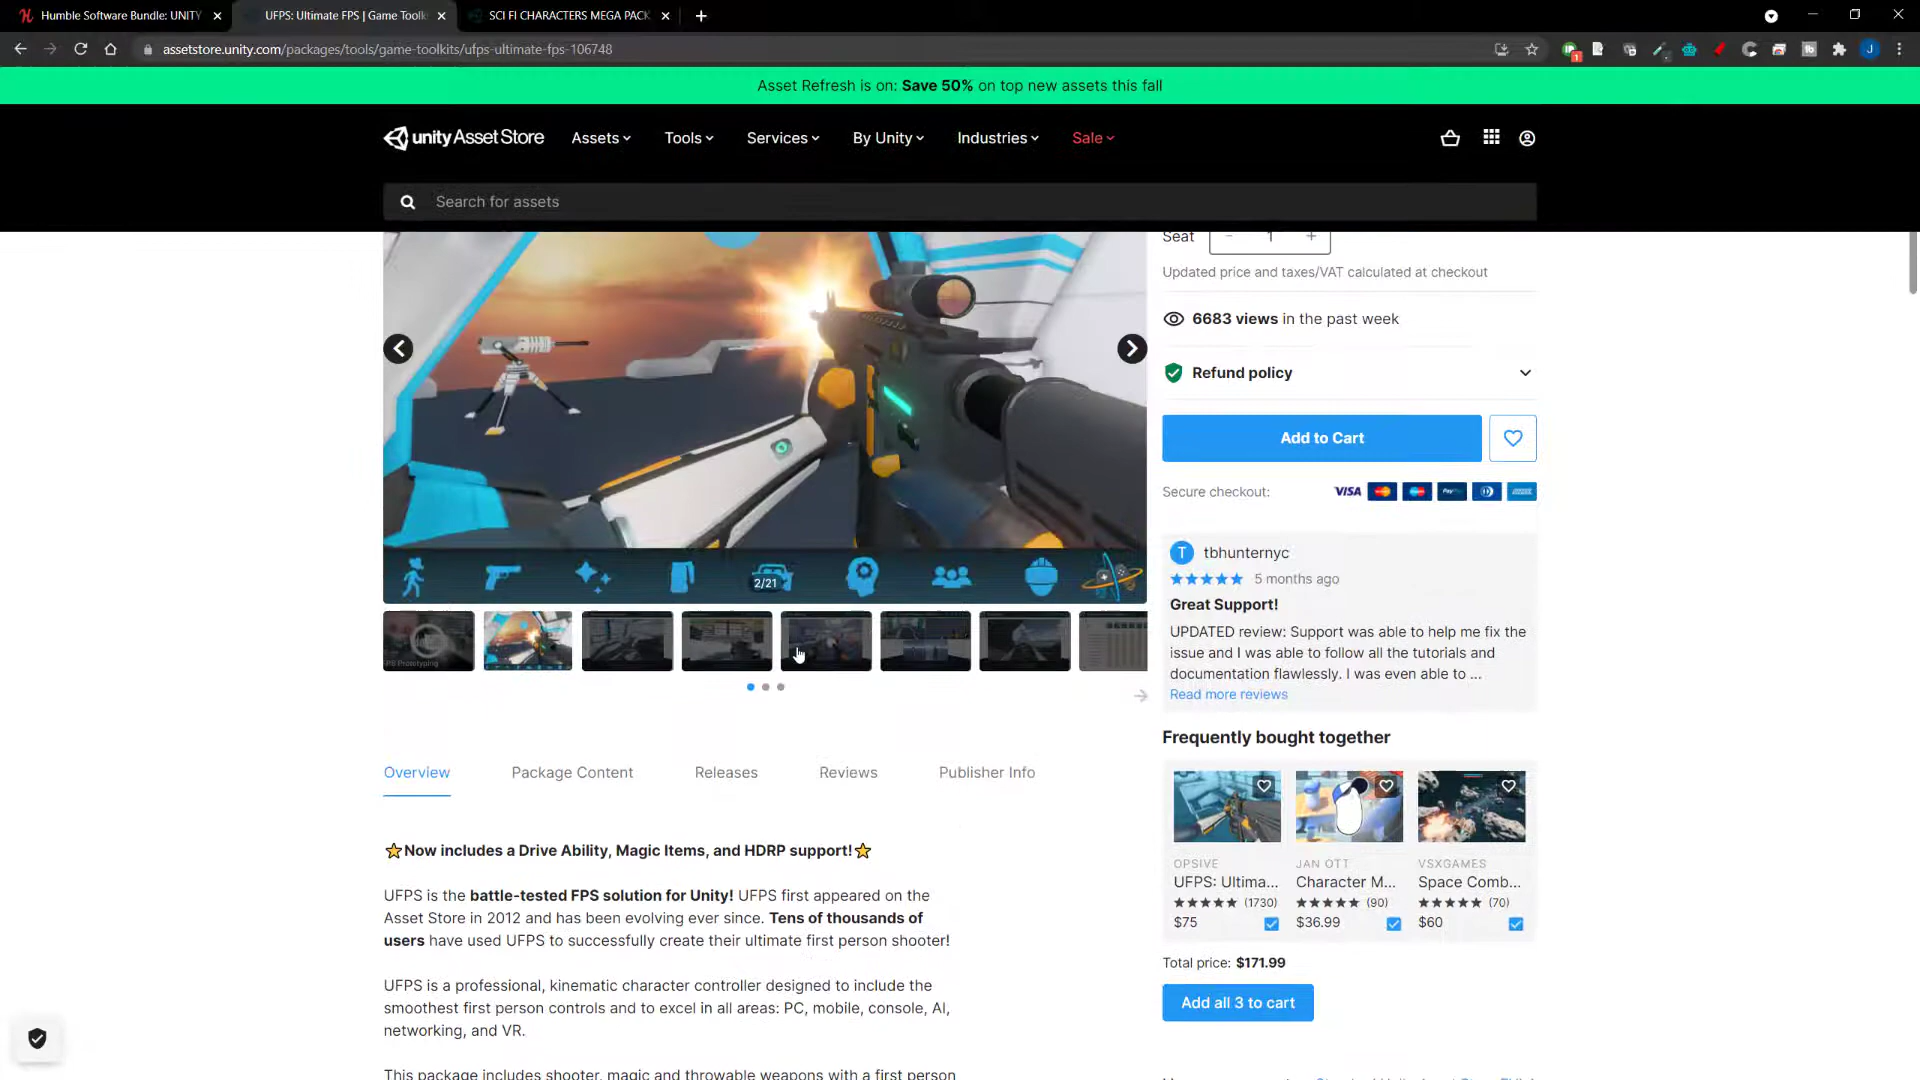 Humble Software Bundle: UNITY
UFPS: Ultimate FPS | Game Toolk
SCI FI CHARACTERS MEGA PACK
assetstore.unity.com/packages/tools/game-toolkits/ufps-ultimate-fps-106748
Asset Refresh is on: Save 50% on top new assets this fall
unity Asset Store
Assets
Tools
Services
By Unity
Industries
Sale
Search for assets
Seat
1
Updated price and taxes/VAT calculated at checkout
6683 views in the past week
Refund policy
Add to Cart
Secure checkout:
VISA
2/21
T tbhunternyc
5 months ago
Great Support!
UPDATED review: Support was able to help me fix the
issue and I was able to follow all the tutorials and
documentation flawlessly. I was even able to ...
Read more reviews
Frequently bought together
OPSIVE
UFPS: Ultima...
(1730)
$75
JAN OTT
Character M...
(90)
$36.99
VSXGAMES
Space Comb...
(70)
$60
Total price: $171.99
Add all 3 to cart
Overview
Package Content
Releases
Reviews
Publisher Info
Now includes a Drive Ability, Magic Items, and HDRP support!
UFPS is the battle-tested FPS solution for Unity! UFPS first appeared on the
Asset Store in 2012 and has been evolving ever since. Tens of thousands of
users have used UFPS to successfully create their ultimate first person shooter!
UFPS is a professional, kinematic character controller designed to include the
smoothest first person controls and to excel in all areas: PC, mobile, console, AI,
networking, and VR.
This package includes shooter, magic and throwable weapons with a first person